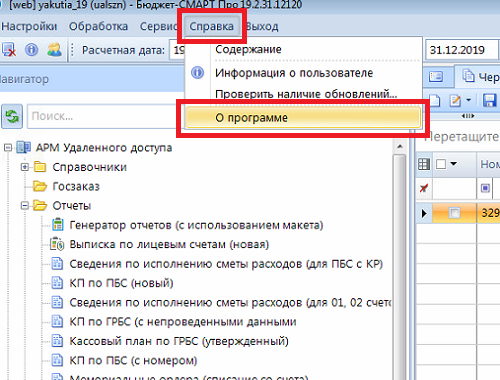 [web] yakutia_19 (ualszn) - Бюджет-СМАРТ Про 19.2.31.12120
Настройки Обработка Сервис Справка Выход
Расчетная дата: 19
31.12.2019
Содержание
Информация о пользователе
Проверить наличие обновлений...
О программе
Навигатор
Чер
Поиск...
Перетащите
АРМ Удаленного доступа
Справочники
Ном
Госзаказ
Отчеты
329
Генератор отчетов (с использованием макета)
Выписка по лицевым счетам (новая)
Сведения по исполнению сметы расходов (для ПБС с КР)
КП по ПБС (новый)
Сведения по исполнению сметы расходов (для 01, 02 счето
КП по ГРБС (с непроведенными данными
Кассовый план по ГРБС (утвержденный)
КП по ПБС (с номером)
Мемориальные ордера (списание со счета)